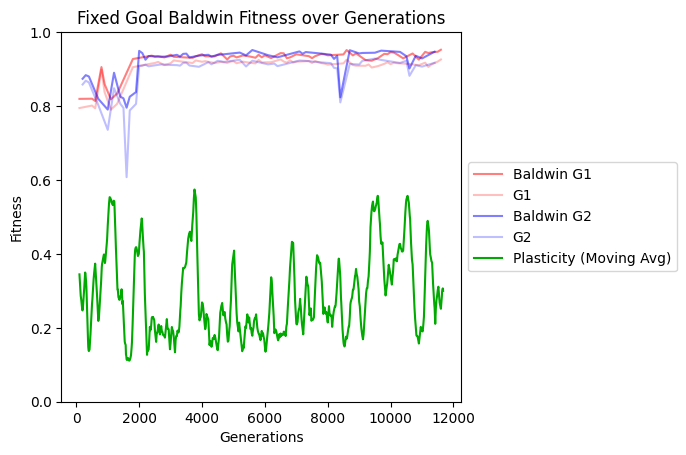 Fixed Goal Baldwin Fitness over Generations
1.0
0.8
0.6
0.4
0.2
0.0
Fitness
0
2000
4000
6000
8000
10000
12000
Generations
Baldwin G1
G1
Baldwin G2
G2
Plasticity (Moving Avg)